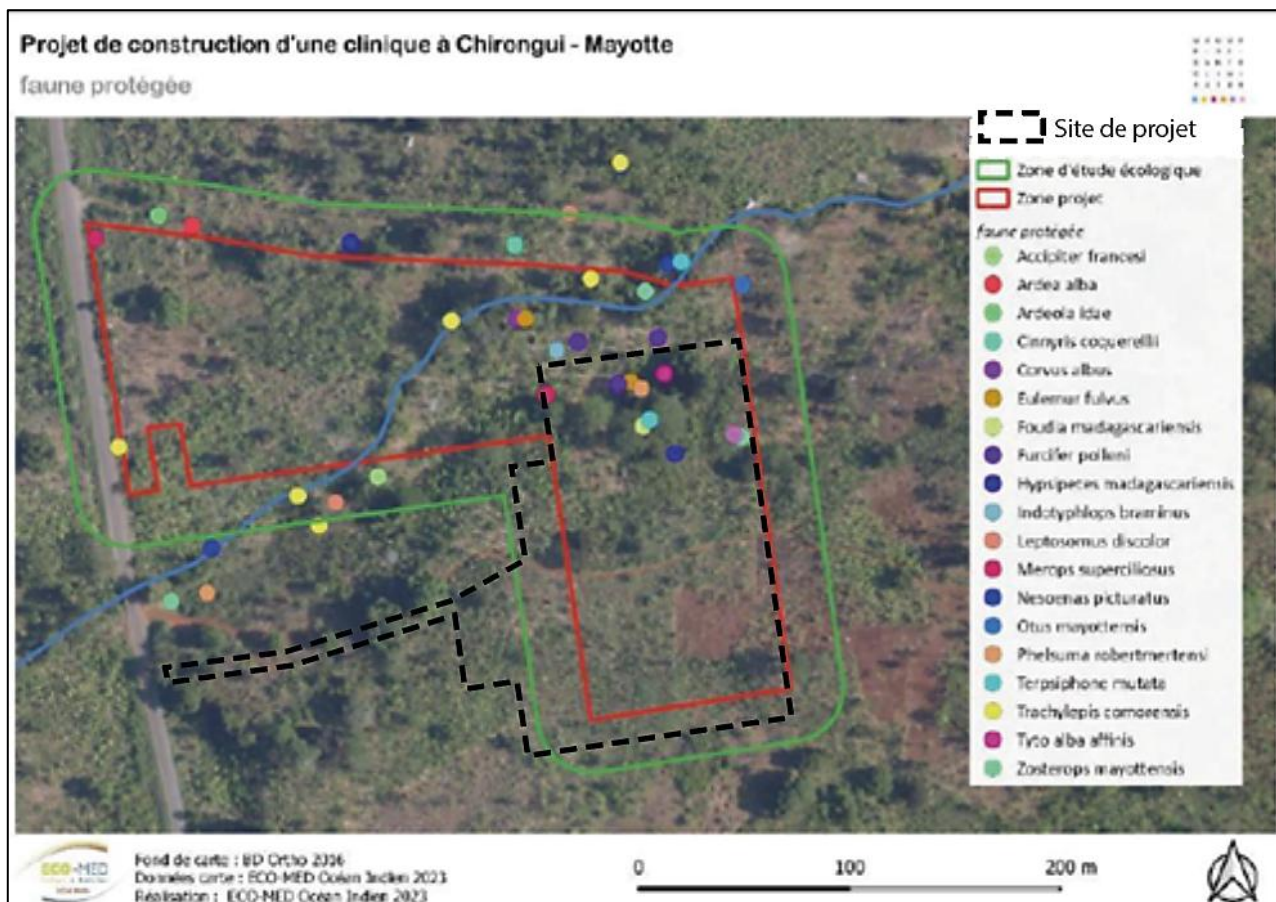 Projet de construction d'une clinique à Chirongui - Mayotte
faune protégée
Site de projet
Zone d'étude écologique
Zone projet
faune protégée
Accipiter francesi
Ardea alba
Ardeola idae
Cinnyris coquerellii
Corvus albus
Eulemur fulvus
Foudia madagascariensis
Furcifer polleni
Hypsipetes madagascariensis
Indotyphlops braminus
Leptosomus discolor
Merops superciliosus
Nesoenas picturatus
Otus mayottensis
Phelsuma robertmertensi
Terpsiphone mutata
Trachylepis comorensis
Tyto alba affinis
Zosterops mayottensis
ECO-MED
Fond de carte : BD Ortho 2016
Données carte : ECO-MED Océan Indien 2023
Réalisation : ECO-MED Océan Indien 2023
0 100 200 m